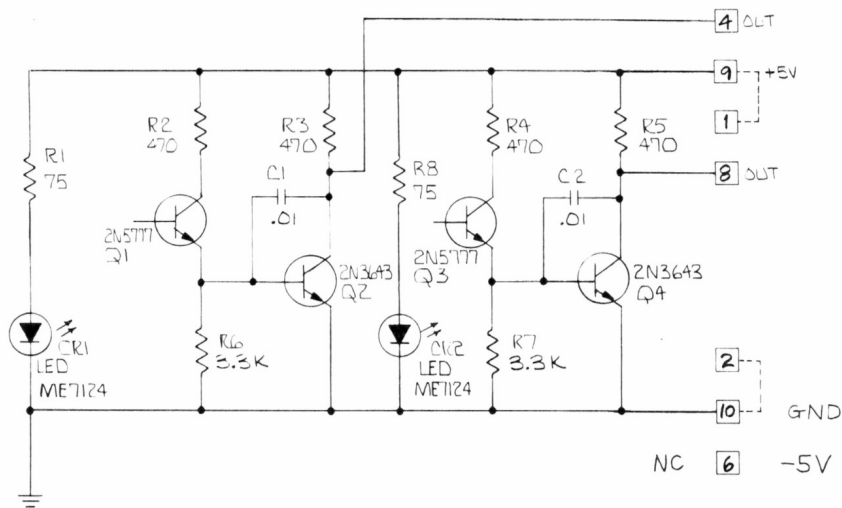 4 OUT
9 +5V
1
R2
470
R3
470
R4
470
R5
470
R1
75
C1
.01
R8
75
C2
.01
8 OUT
2N5777
Q1
2N3643
Q2
2N5777
Q3
2N3643
Q4
CR1
LED
ME7124
R6
3.3K
CR2
LED
ME7124
R7
3.3K
2
10 GND
NC 6 -5V